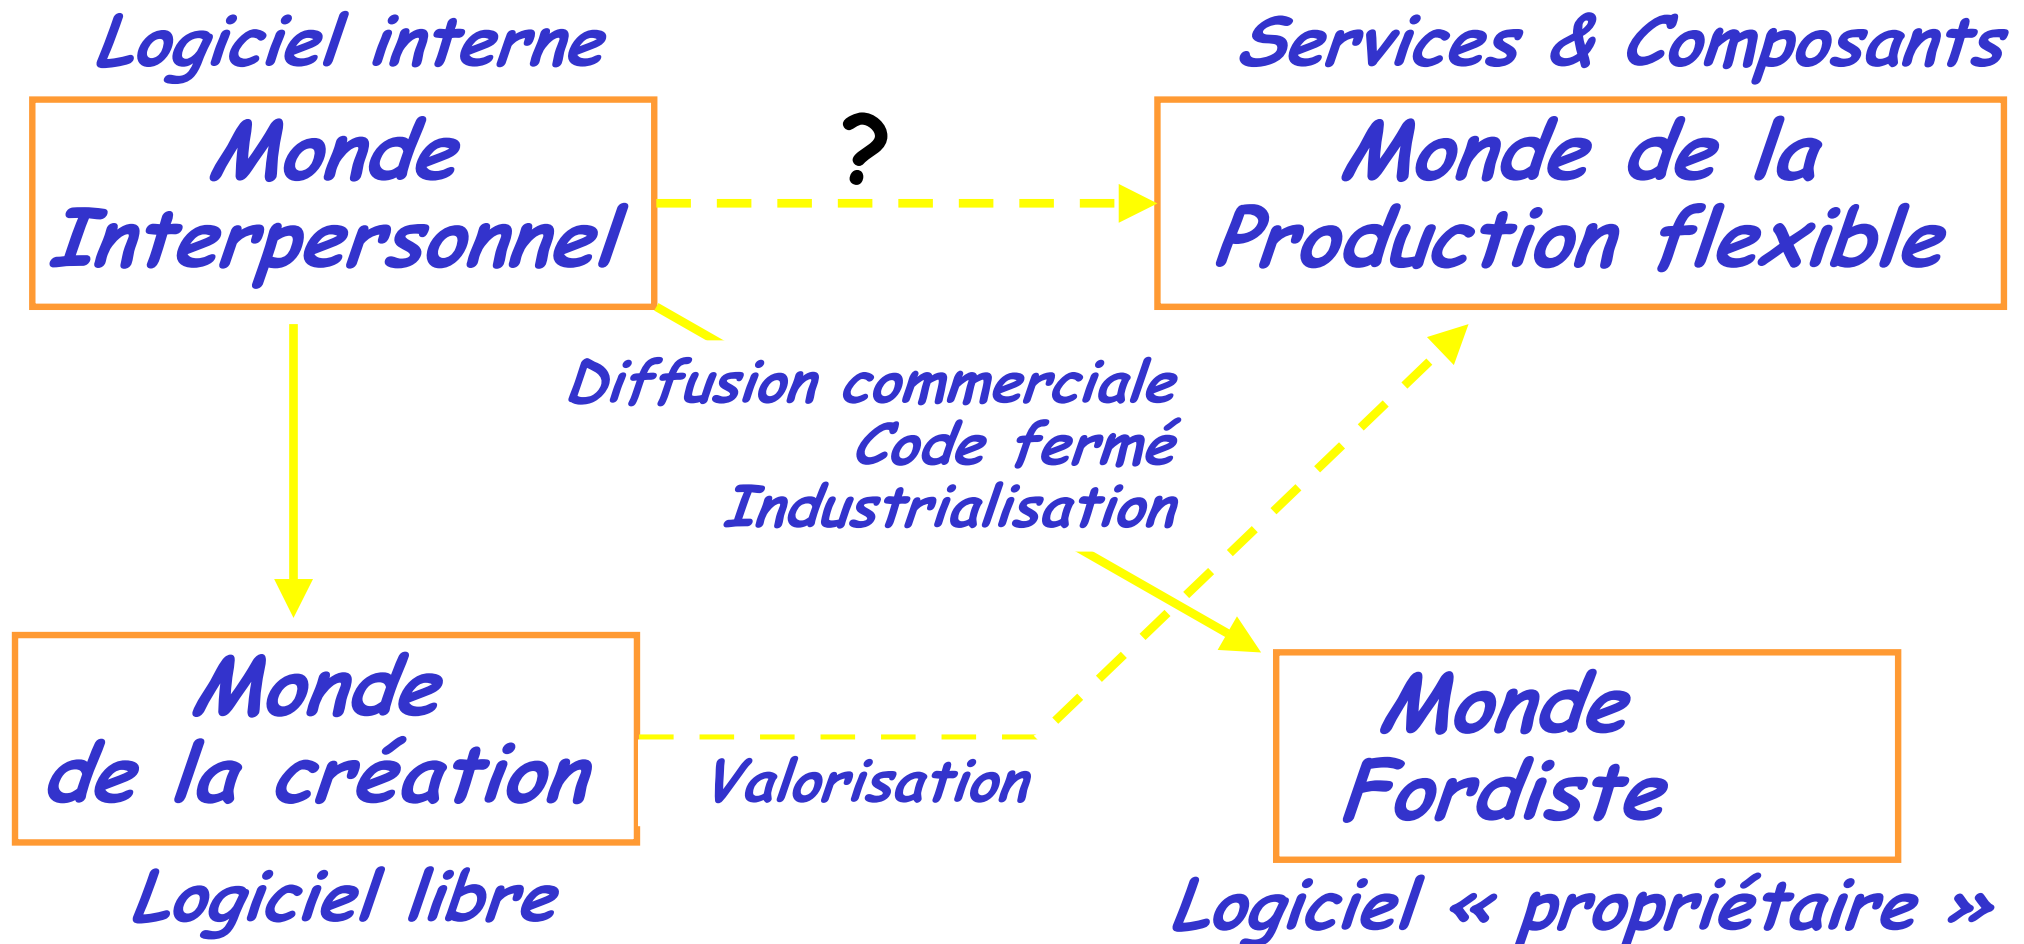 Logiciel interne
Services & Composants
Monde
Interpersonnel
?
Monde de la
Production flexible
Diffusion commerciale
Code fermé
Industrialisation
Monde
de la création
Valorisation
Monde
Fordiste
Logiciel libre
Logiciel « propriétaire »